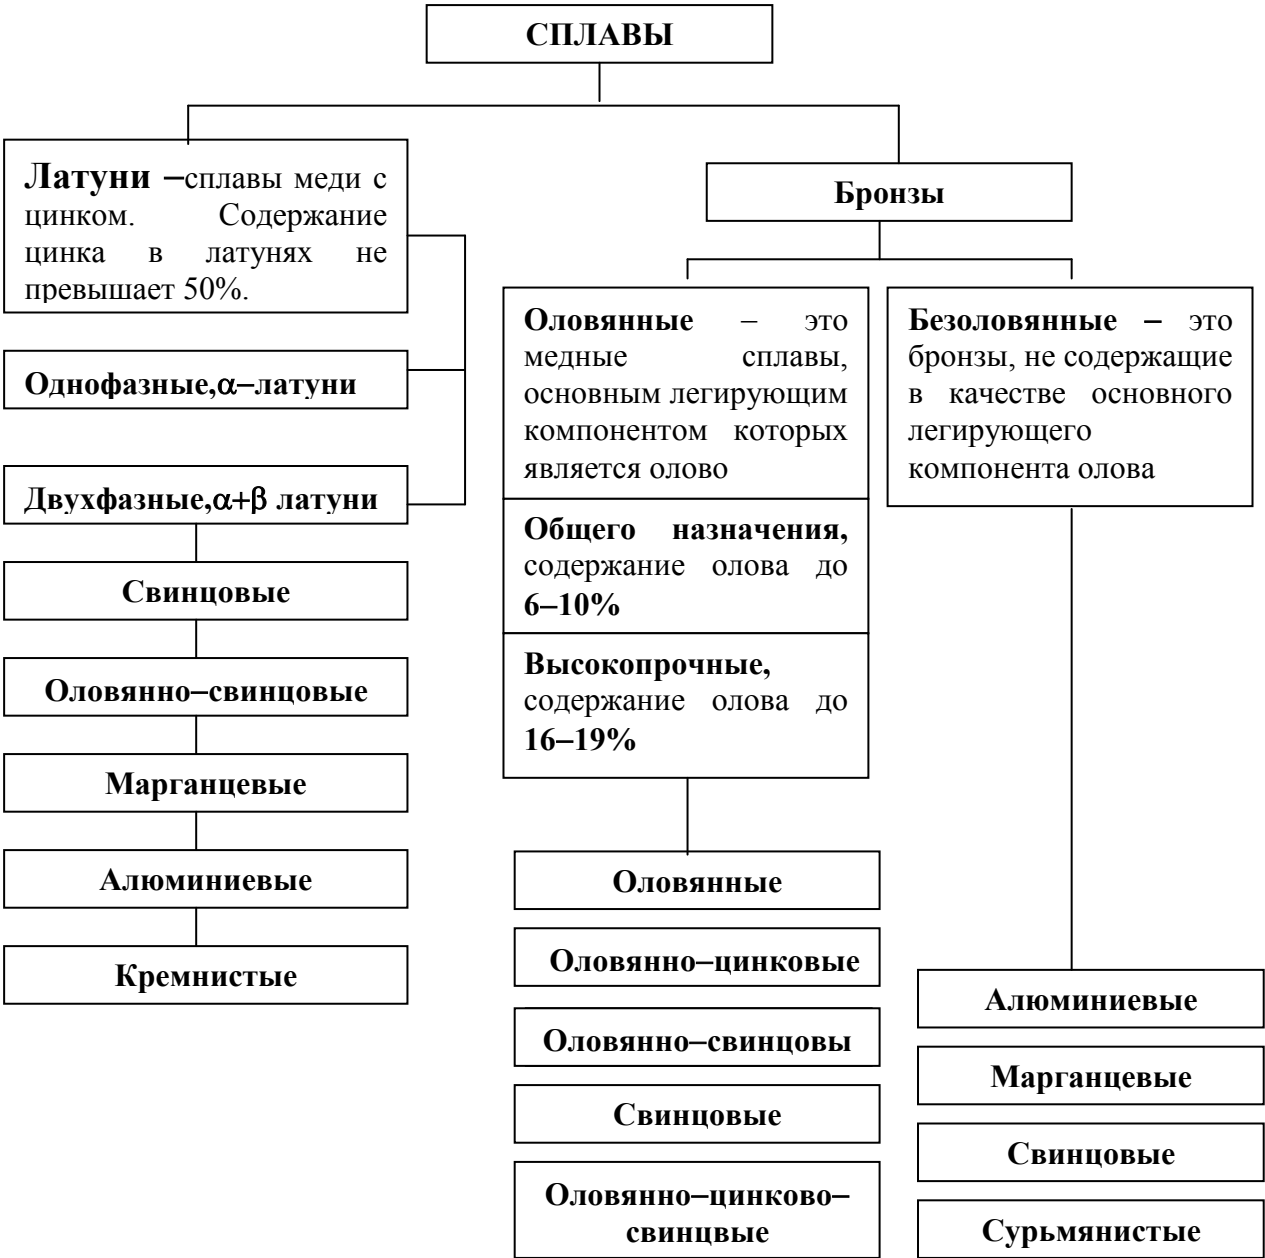 СПЛАВЫ
Латуни –сплавы меди с
цинком. Содержание
цинка в латунях не
превышает 50%.
Однофазные,α–латуни
Двухфазные,α+β латуни
Свинцовые
Оловянно–свинцовые
Марганцевые
Алюминиевые
Кремнистые
Бронзы
Оловянные – это
медные сплавы,
основным легирующим
компонентом которых
является олово
Общего назначения,
содержание олова до
6–10%
Высокопрочные,
содержание олова до
16–19%
Оловянные
Оловянно–цинковые
Оловянно–свинцовы
Свинцовые
Оловянно–цинково–
свинцвые
Безоловянные – это
бронзы, не содержащие
в качестве основного
легирующего
компонента олова
Алюминиевые
Марганцевые
Свинцовые
Сурьмянистые